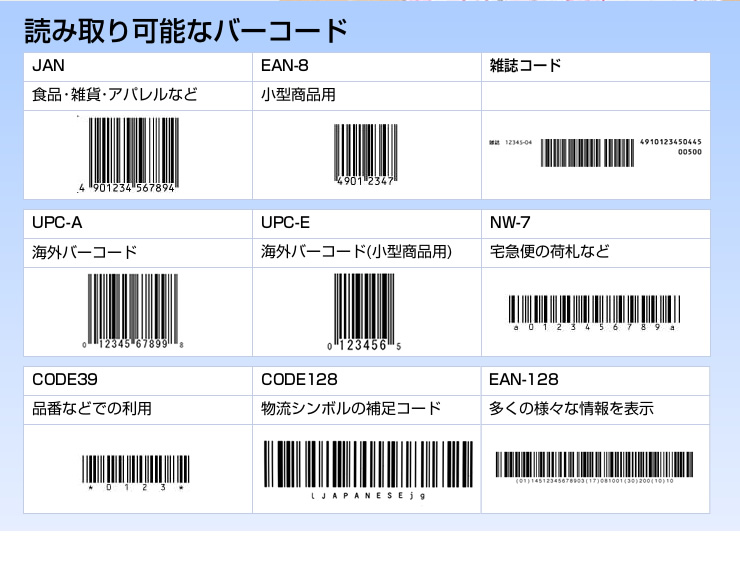 読み取り可能なバーコード
JAN
EAN-8
雑誌コード
食品・雑貨・アパレルなど
小型商品用
4 901234 567894
4901 2347
雑誌 12345-04
4910123450445
00500
UPC-A
UPC-E
NW-7
海外バーコード
海外バーコード(小型商品用)
宅急便の荷札など
0 12345 67899 8
0 123456 5
a 0 1 2 3 4 5 6 7 8 9 a
CODE39
CODE128
EAN-128
品番などでの利用
物流シンボルの補足コード
多くの様々な情報を表示
* 0 1 2 3 *
(JAPANESEjg
(01)14512345678903(17)081001(30)200(10)10